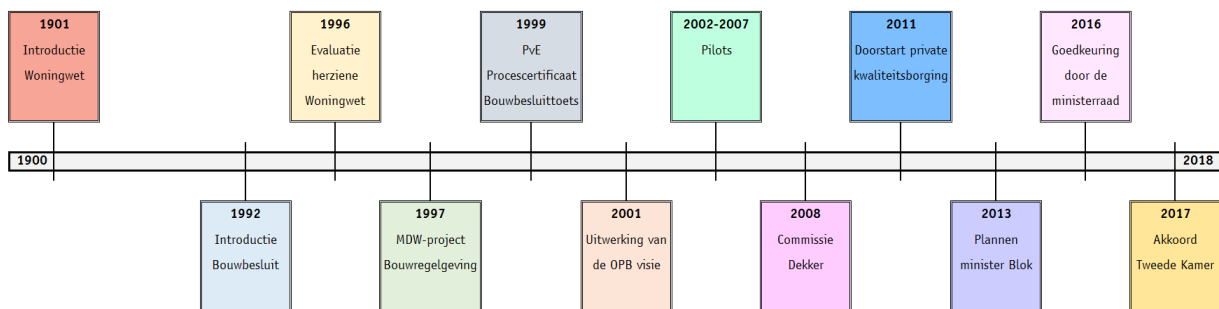 1901
Introductie
Woningwet
1996
Evaluatie
herziene
Woningwet
1999
PvE
Procescertificaat
Bouwbesluittoets
2002-2007
Pilots
2011
Doorstart private
kwaliteitsborging
2016
Goedkeuring
door de
ministerraad
1900
2018
1992
Introductie
Bouwbesluit
1997
MDW-project
Bouwregelgeving
2001
Uitwerking van
de OPB visie
2008
Commissie
Dekker
2013
Plannen
minister Blok
2017
Akkoord
Tweede Kamer